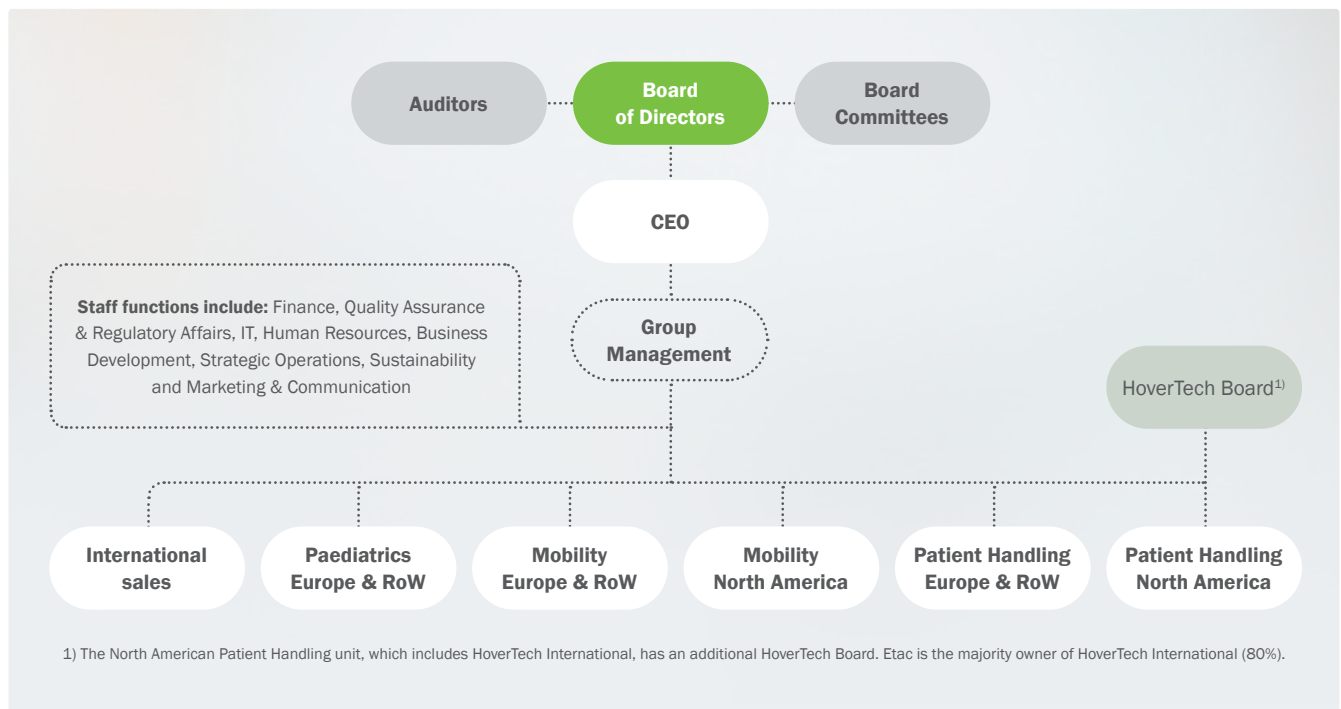 Auditors
Board
of Directors
Board
Committees
CEO
Staff functions include: Finance, Quality Assurance
& Regulatory Affairs, IT, Human Resources, Business
Development, Strategic Operations, Sustainability
and Marketing & Communication
Group
Management
HoverTech Board1)
International
sales
Paediatrics
Europe & RoW
Mobility
Europe & RoW
Mobility
North America
Patient Handling
Europe & RoW
Patient Handling
North America
1) The North American Patient Handling unit, which includes HoverTech International, has an additional HoverTech Board. Etac is the majority owner of HoverTech International (80%).